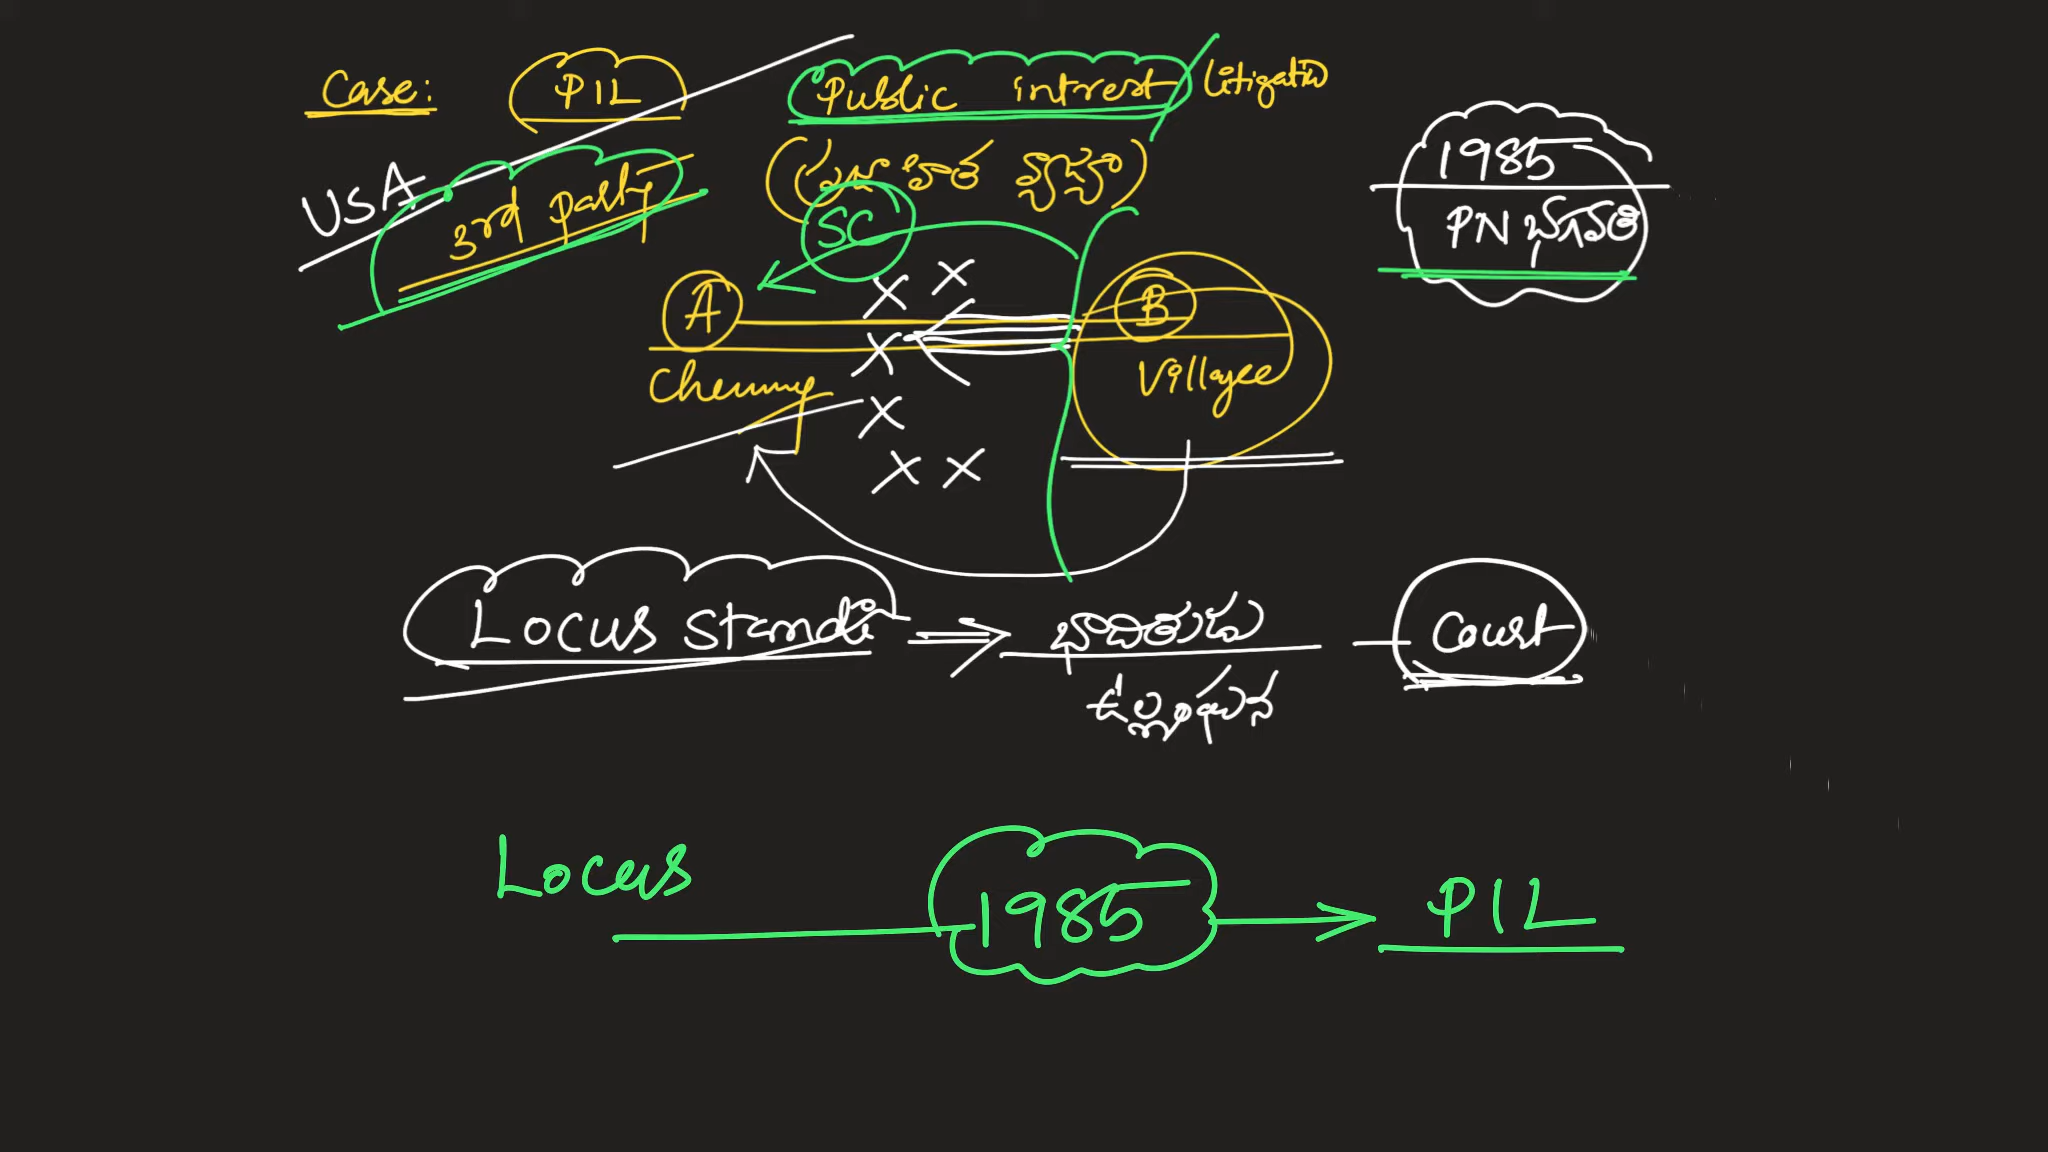 Case: PIL Public intrest Litigation
(ప్రజా హిత వ్యాజ్యం)
USA
3rd party
1985
PN భగవతి
SC
A B
Village
Locus standi ⇒ భాదితుడు — Court
ఉల్లంఘన
Locus 1985 → PIL